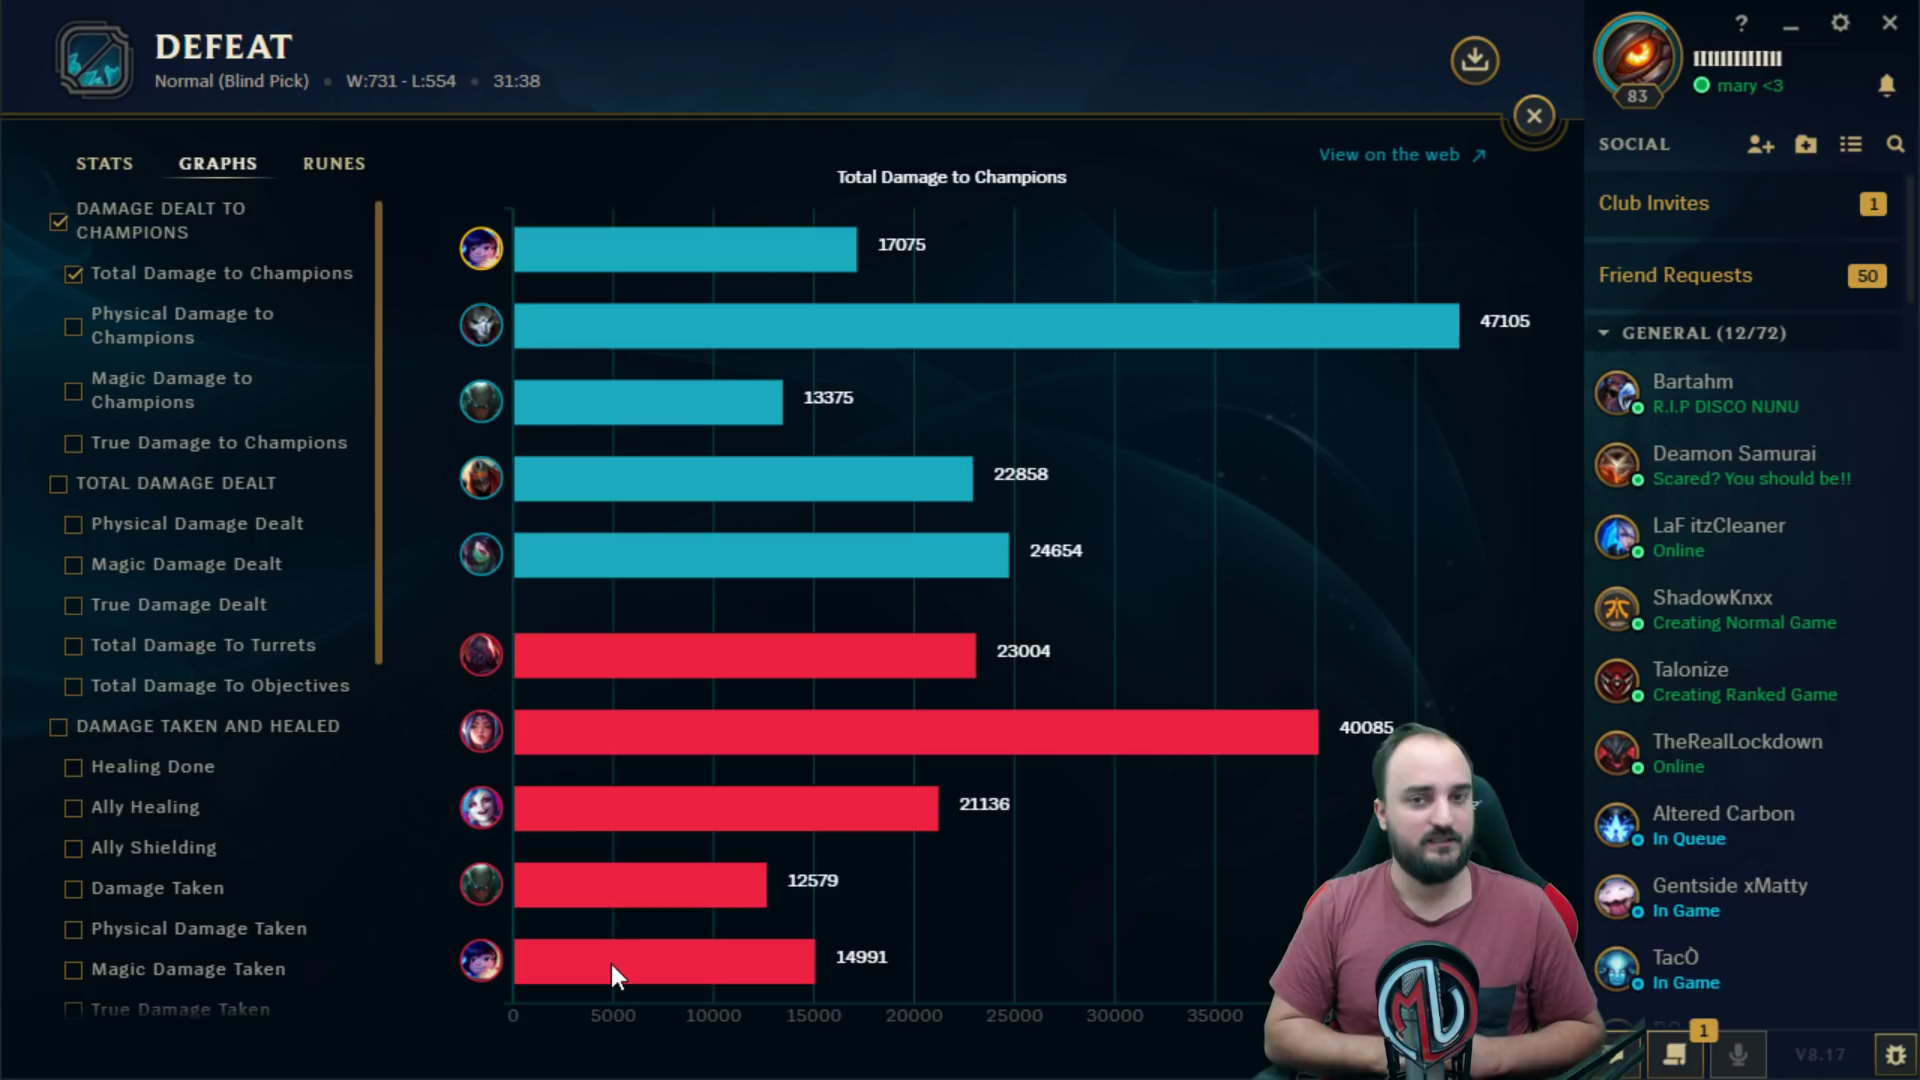 DEFEAT
Normal (Blind Pick) • W:731 - L:554 • 31:38
STATS
GRAPHS
RUNES
DAMAGE DEALT TO
CHAMPIONS
Total Damage to Champions
Physical Damage to
Champions
Magic Damage to
Champions
True Damage to Champions
TOTAL DAMAGE DEALT
Physical Damage Dealt
Magic Damage Dealt
True Damage Dealt
Total Damage To Turrets
Total Damage To Objectives
DAMAGE TAKEN AND HEALED
Healing Done
Ally Healing
Ally Shielding
Damage Taken
Physical Damage Taken
Magic Damage Taken
True Damage Taken
View on the web
Total Damage to Champions
17075
47105
13375
22858
24654
23004
40085
21136
12579
14991
0 5000 10000 15000 20000 25000 30000 35000
?
83
mary <3
SOCIAL
Club Invites 1
Friend Requests 50
GENERAL (12/72)
Bartahm
R.I.P DISCO NUNU
Deamon Samurai
Scared? You should be!!
LaF itzCleaner
Online
ShadowKnxx
Creating Normal Game
Talonize
Creating Ranked Game
TheRealLockdown
Online
Altered Carbon
In Queue
Gentside xMatty
In Game
TacÒ
In Game
1
V8.17